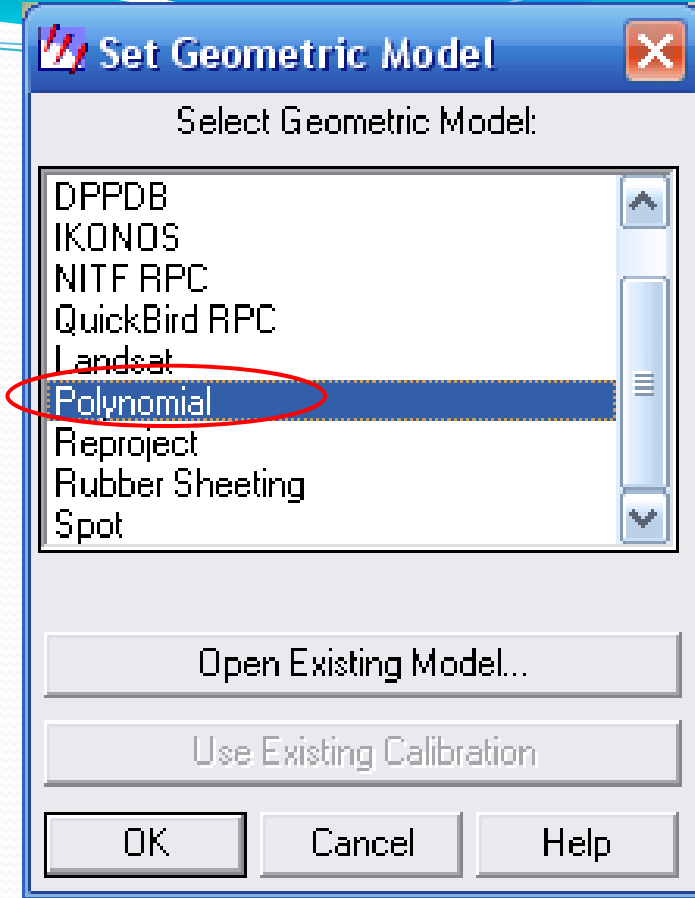 Set Geometric Model
Select Geometric Model:
DPPDB
IKONOS
NITF RPC
QuickBird RPC
Landsat
Polynomial
Reproject
Rubber Sheeting
Spot
Open Existing Model...
Use Existing Calibration
OK Cancel Help